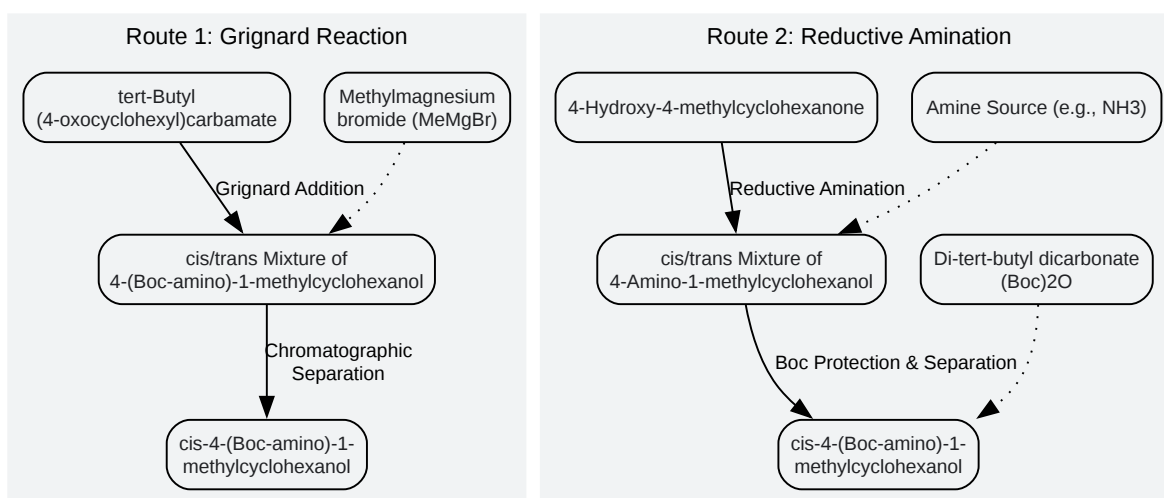 Route 1: Grignard Reaction
tert-Butyl
(4-oxocyclohexyl)carbamate
Methylmagnesium
bromide (MeMgBr)
Grignard Addition
cis/trans Mixture of
4-(Boc-amino)-1-methylcyclohexanol
Chromatographic
Separation
cis-4-(Boc-amino)-1-
methylcyclohexanol
Route 2: Reductive Amination
4-Hydroxy-4-methylcyclohexanone
Amine Source (e.g., NH3)
Reductive Amination
cis/trans Mixture of
4-Amino-1-methylcyclohexanol
Di-tert-butyl dicarbonate
(Boc)2O
Boc Protection & Separation
cis-4-(Boc-amino)-1-
methylcyclohexanol